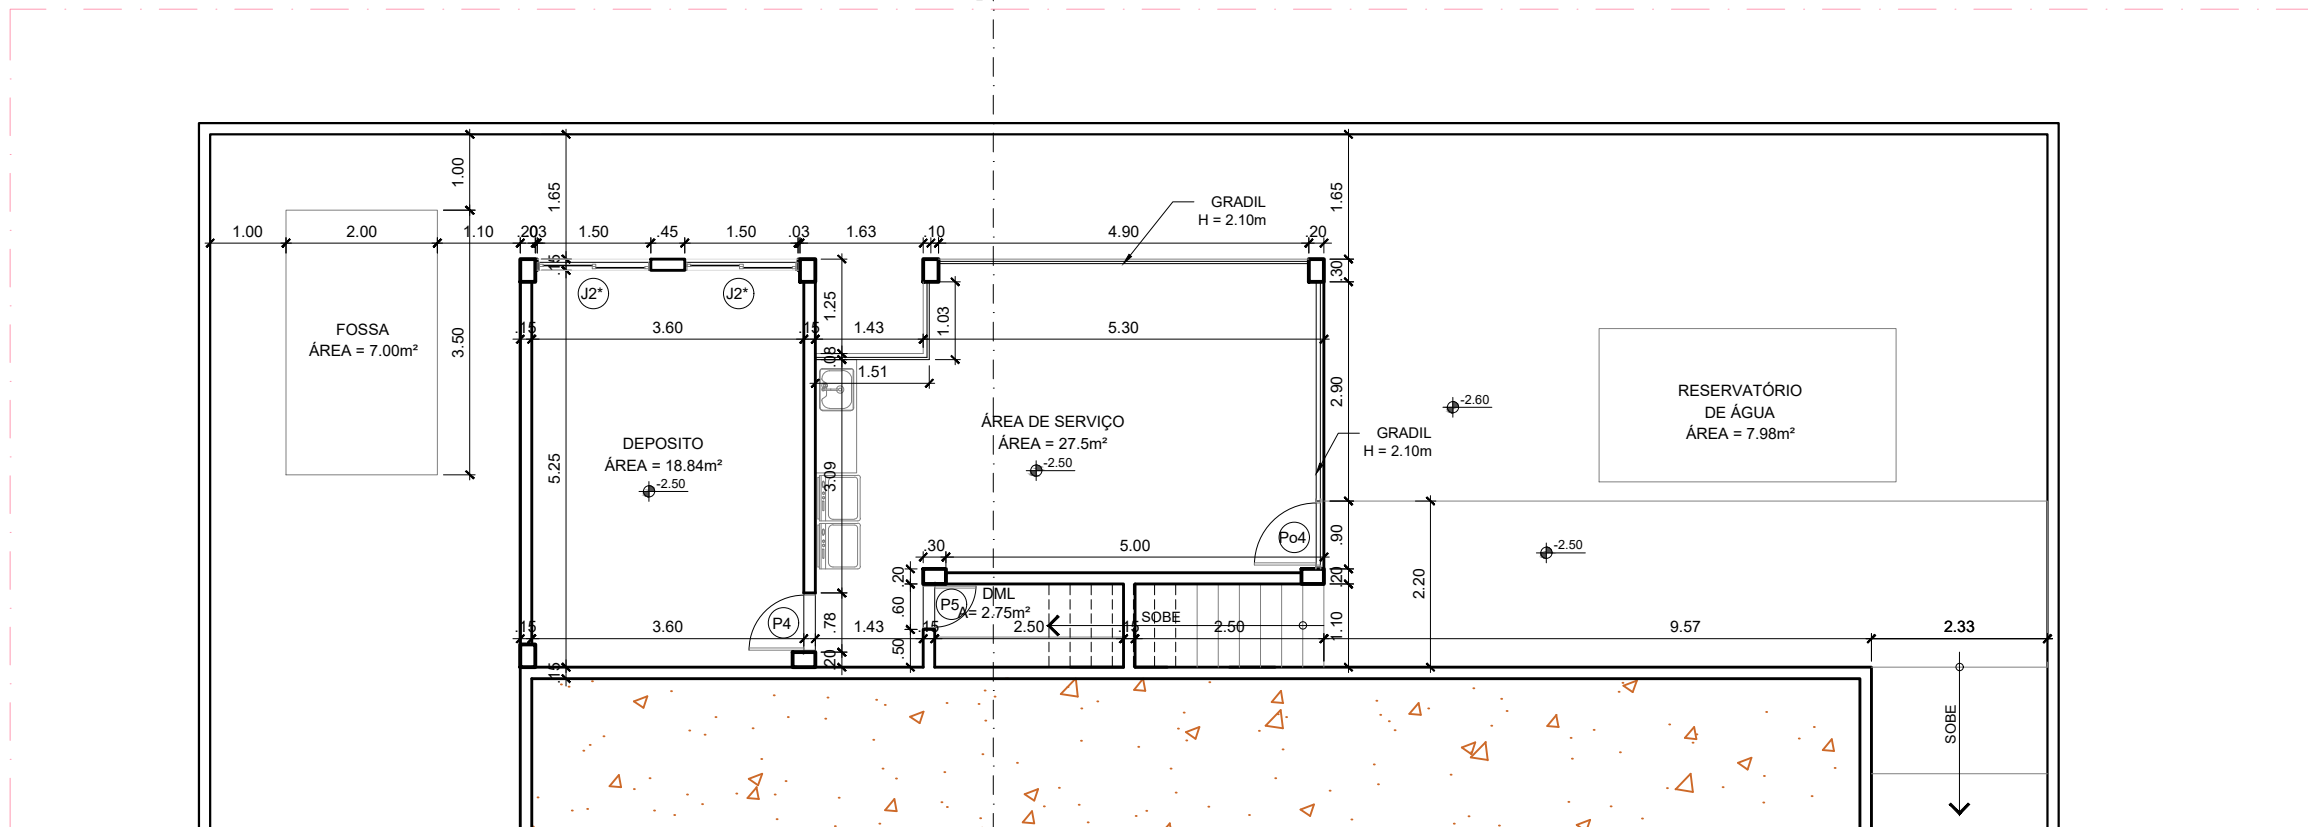 1.00
1.65
1.65
GRADIL
H = 2.10m
1.00
2.00
1.10
.20
.03
1.50
.45
1.50
.03
1.63
.10
4.90
.20
.15
.30
J2*
J2*
1.25
1.03
FOSSA
ÁREA = 7.00m²
3.50
.15
3.60
.15
1.43
5.30
.08
1.51
2.90
-2.60
RESERVATÓRIO
DE ÁGUA
ÁREA = 7.98m²
ÁREA DE SERVIÇO
ÁREA = 27.5m²
-2.50
GRADIL
H = 2.10m
DEPOSITO
ÁREA = 18.84m²
-2.50
5.25
3.09
.90
Po4
-2.50
.30
5.00
.20
.20
2.20
P5
DML
A= 2.75m²
.60
SOBE
P4
.78
1.10
.15
3.60
1.43
.15
2.50
.15
2.50
9.57
2.33
.50
.20
.15
SOBE